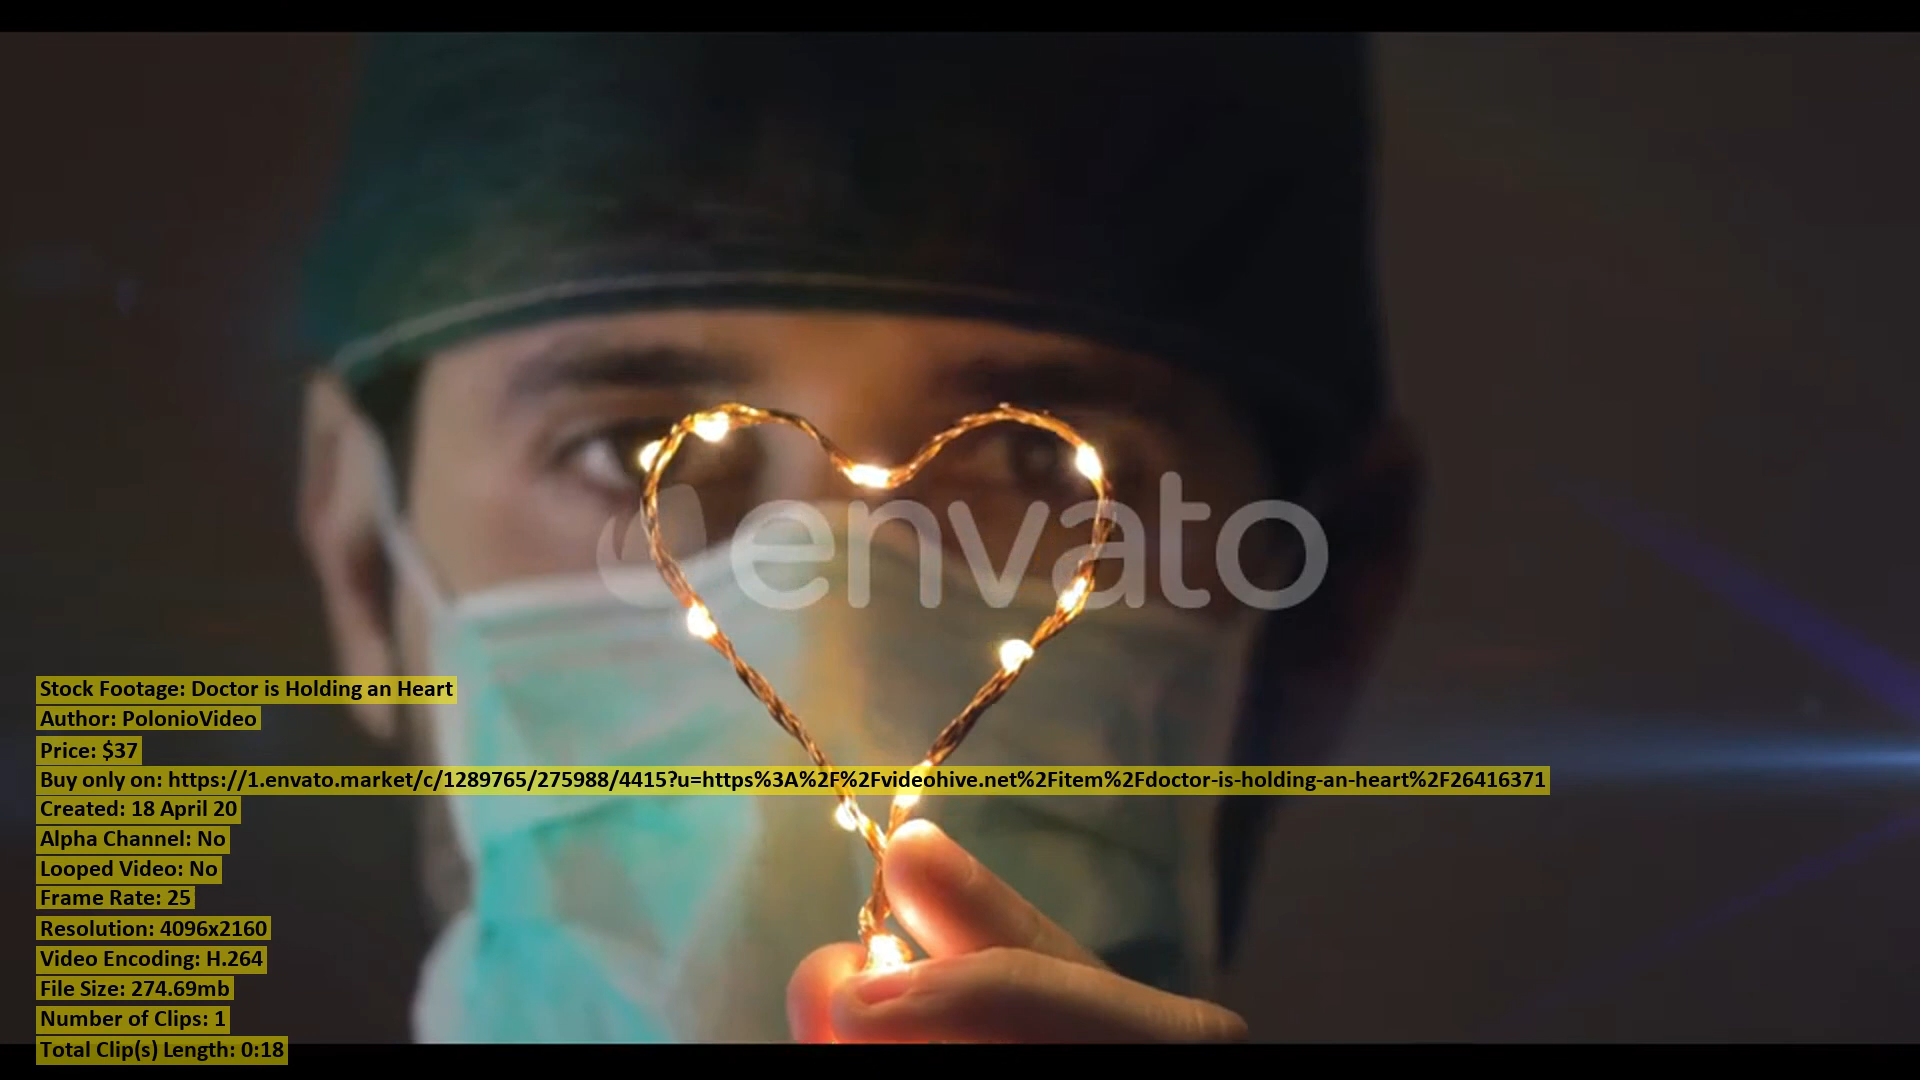 envato
Stock Footage: Doctor is Holding an Heart
Author: PolonioVideo
Price: $37
Buy only on: https://1.envato.market/c/1289765/275988/4415?u=https%3A%2F%2Fvideohive.net%2Fitem%2Fdoctor-is-holding-an-heart%2F26416371
Created: 18 April 20
Alpha Channel: No
Looped Video: No
Frame Rate: 25
Resolution: 4096x2160
Video Encoding: H.264
File Size: 274.69mb
Number of Clips: 1
Total Clip(s) Length: 0:18